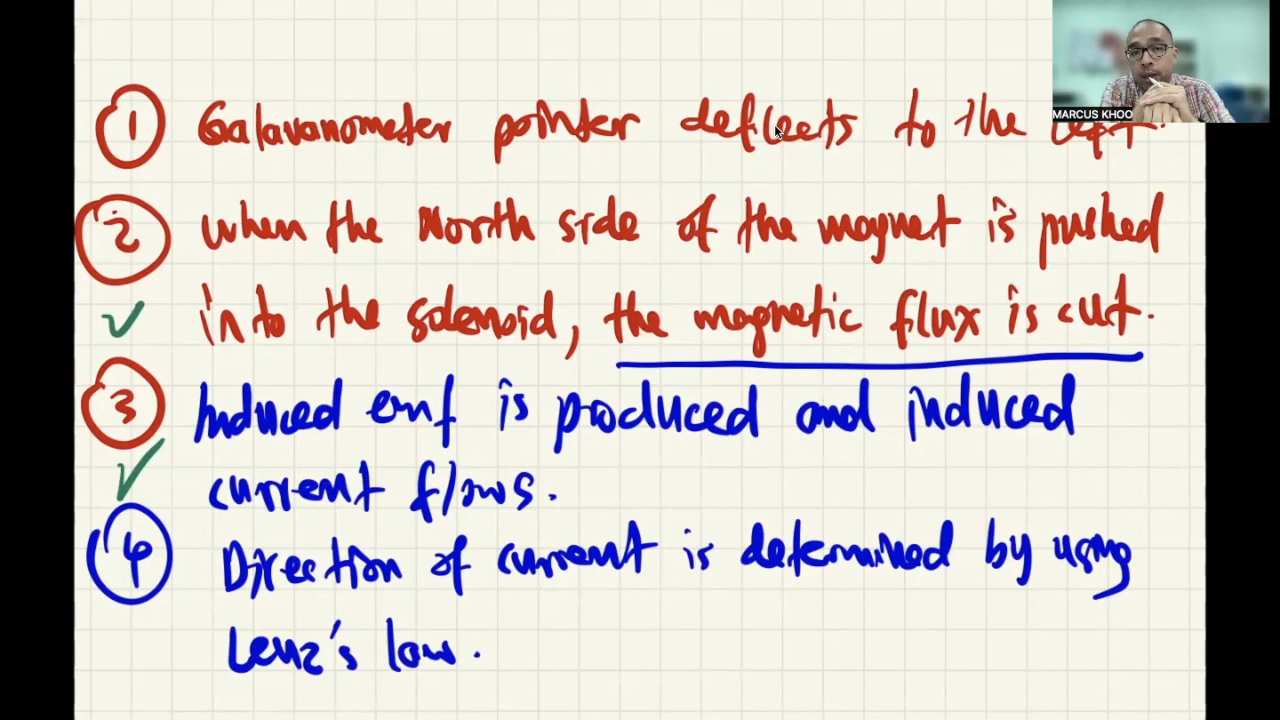 1 Galavanometer pointer deflects to the left.
MARCUS KHOO
2 when the North side of the magnet is pushed
into the solenoid, the magnetic flux is cut.
3 Induced emf is produced and induced
current flows.
4 Direction of current is determined by using
Lenz's law.